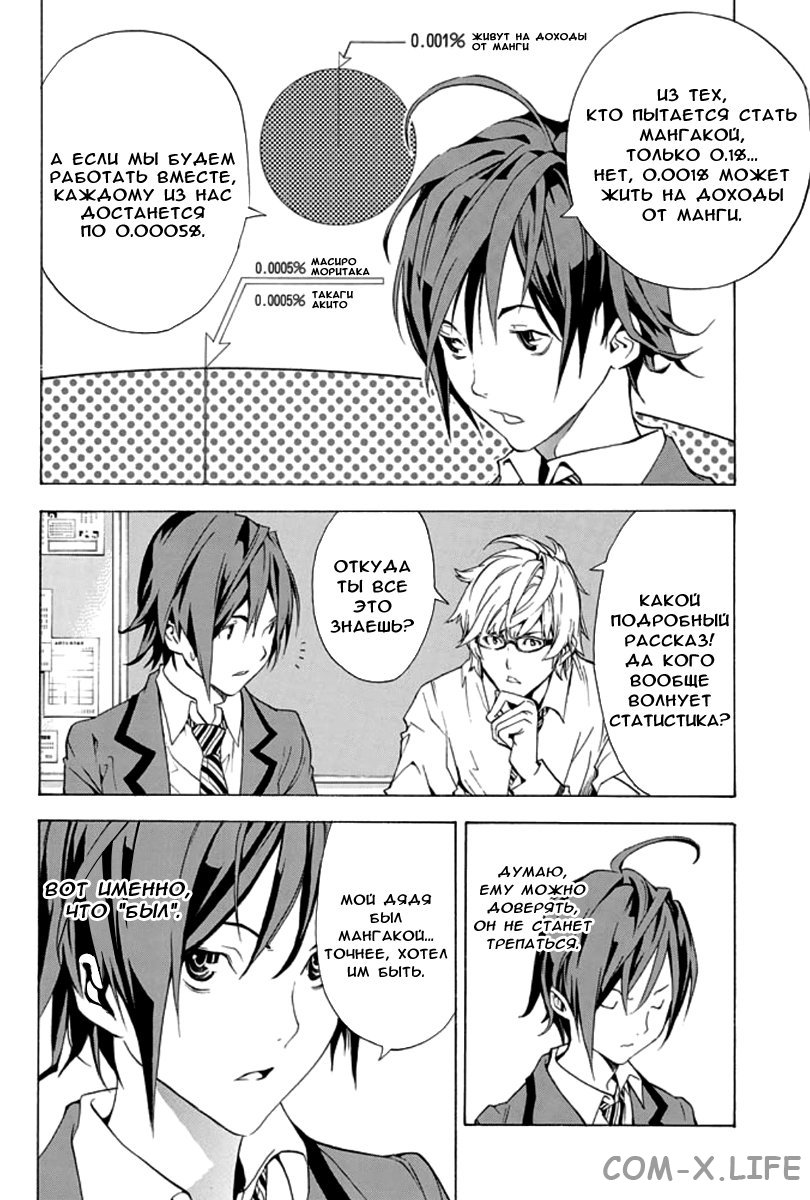 ИЗ ТЕХ,
КТО ПЫТАЕТСЯ СТАТЬ
МАНГАКОЙ,
ТОЛЬКО 0.1%...
НЕТ, 0.001% МОЖЕТ
ЖИТЬ НА ДОХОДЫ
ОТ МАНГИ.
0.001% ЖИВУТ НА ДОХОДЫ
ОТ МАНГИ
А ЕСЛИ МЫ БУДЕМ
РАБОТАТЬ ВМЕСТЕ,
КАЖДОМУ ИЗ НАС
ДОСТАНЕТСЯ
ПО 0.0005%.
0.0005% МАСИРО
МОРИТАКА
0.0005% ТАКАГИ
АКИТО
КАКОЙ
ПОДРОБНЫЙ
РАССКАЗ!
ДА КОГО
ВООБЩЕ
ВОЛНУЕТ
СТАТИСТИКА?
ОТКУДА
ТЫ ВСЕ
ЭТО
ЗНАЕШЬ?
ДУМАЮ,
ЕМУ МОЖНО
ДОВЕРЯТЬ,
ОН НЕ СТАНЕТ
ТРЕПАТЬСЯ.
МОЙ ДЯДЯ
БЫЛ
МАНГАКОЙ...
ТОЧНЕЕ, ХОТЕЛ
ИМ БЫТЬ.
ВОТ ИМЕННО,
ЧТО "БЫЛ".
COM-X.LIFE